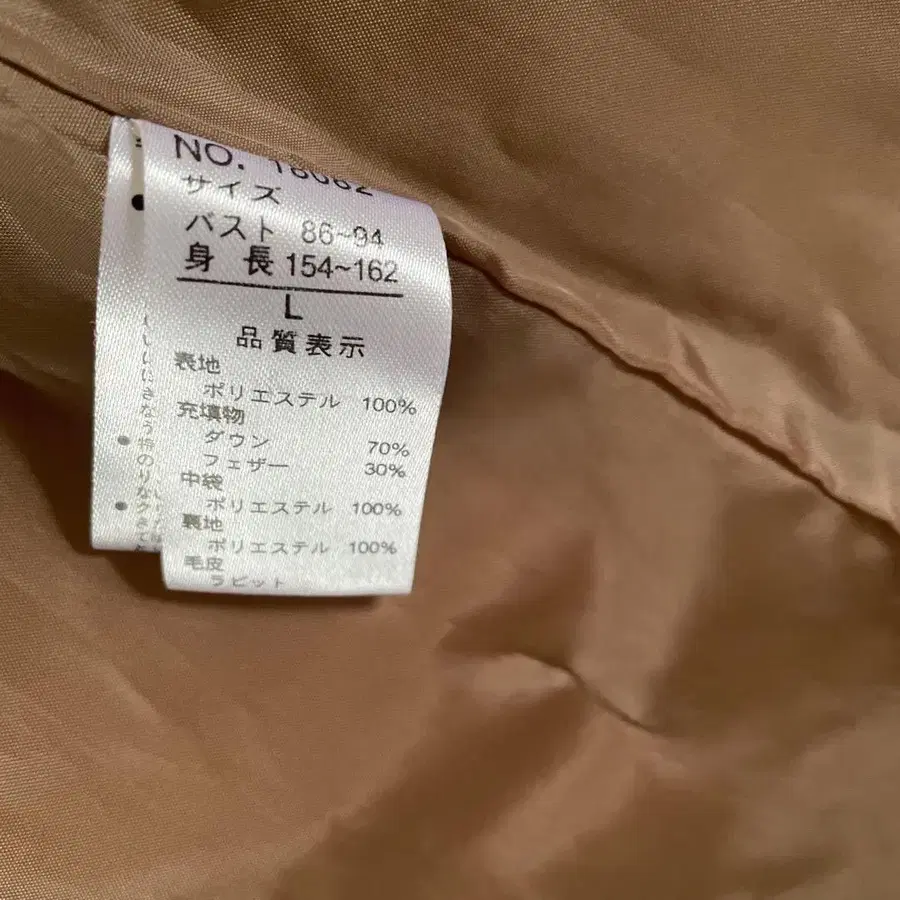 NO. 16062
サイズ
バスト 86~94
身長 154~162
L
品質表示
表地
ポリエステル 100%
充填物
ダウン 70%
フェザー 30%
中袋
ポリエステル 100%
裏地
ポリエステル 100%
毛皮
ラビット